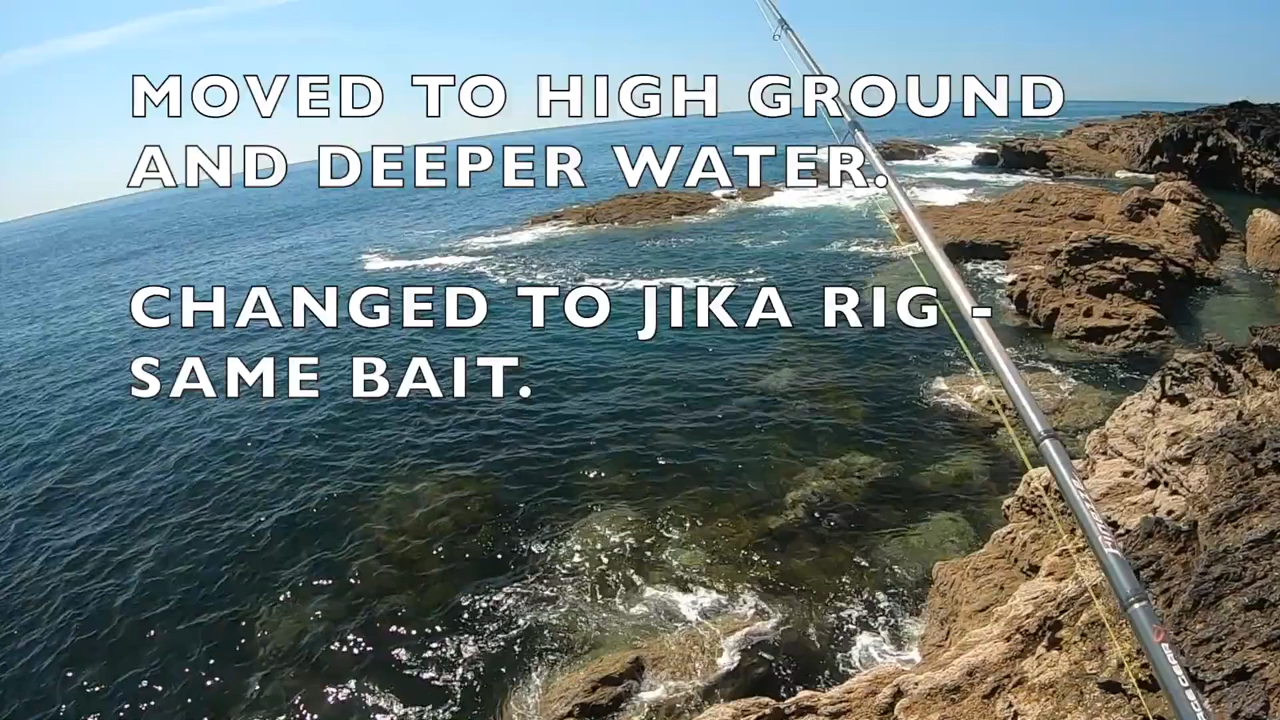 MOVED TO HIGH GROUND
AND DEEPER WATER.
CHANGED TO JIKA RIG -
SAME BAIT.